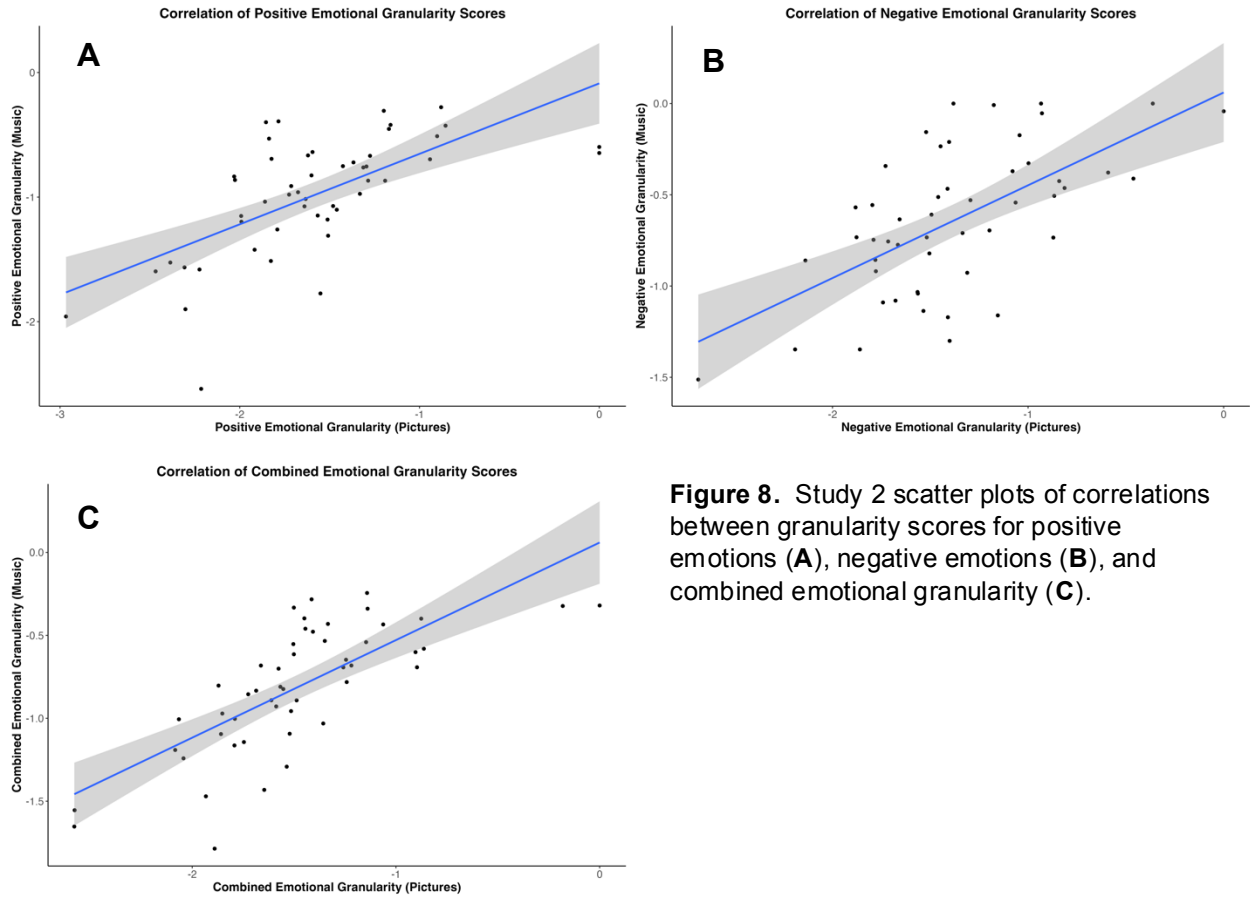 Correlation of Positive Emotional Granularity Scores
A
Positive Emotional Granularity (Music)
0
-1
-2
-3
-2
-1
0
Positive Emotional Granularity (Pictures)
Correlation of Negative Emotional Granularity Scores
B
Negative Emotional Granularity (Music)
0.0
-0.5
-1.0
-1.5
-2
-1
0
Negative Emotional Granularity (Pictures)
Correlation of Combined Emotional Granularity Scores
C
Combined Emotional Granularity (Music)
0.0
-0.5
-1.0
-1.5
-2
-1
0
Combined Emotional Granularity (Pictures)
Figure 8. Study 2 scatter plots of correlations
between granularity scores for positive
emotions (A), negative emotions (B), and
combined emotional granularity (C).